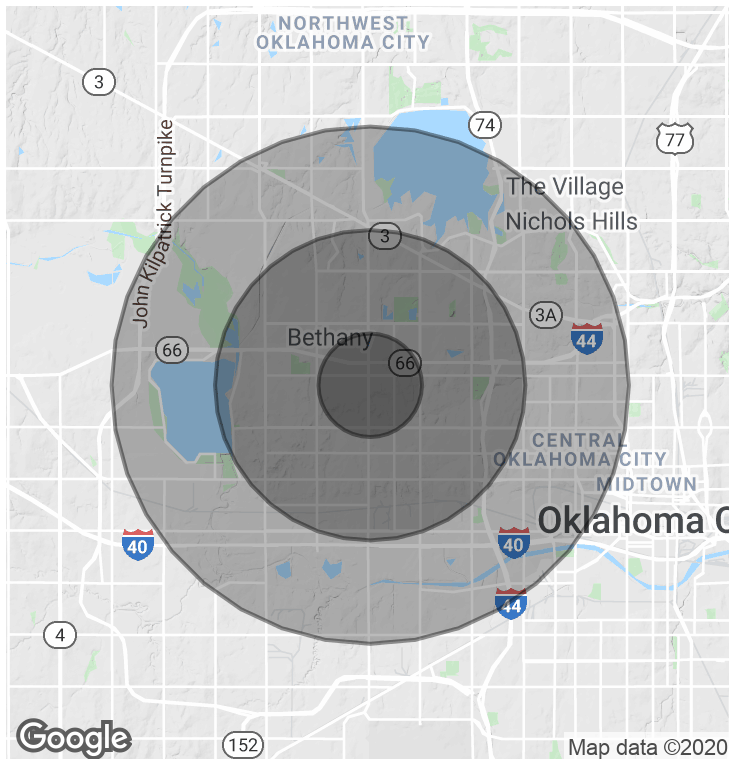 NORTHWEST
OKLAHOMA CITY
3
74
77
John Kilpatrick Turnpike
The Village
Nichols Hills
3
3A
44
Bethany
66
66
CENTRAL
OKLAHOMA CITY
MIDTOWN
Oklahoma C
40
40
44
4
152
Google
Map data ©2020